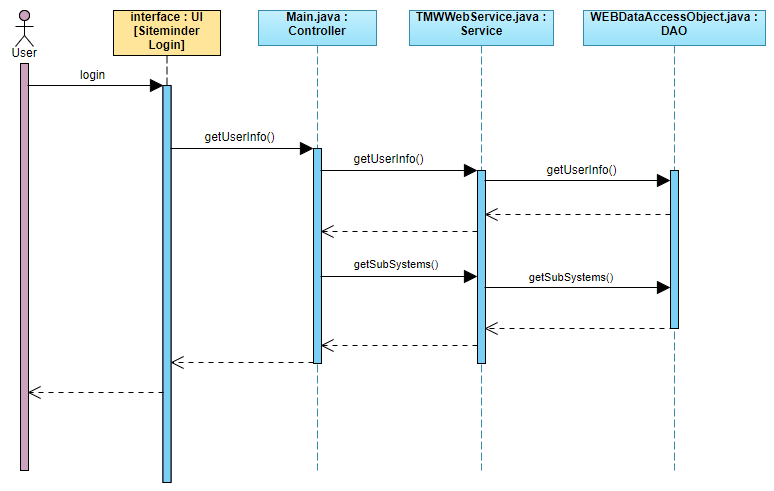 interface : UI
[Siteminder
Login]
Main.java :
Controller
TMWWebService.java :
Service
WEBDataAccessObject.java :
DAO
User
login
getUserInfo()
getUserInfo()
getUserInfo()
getSubSystems()
getSubSystems()